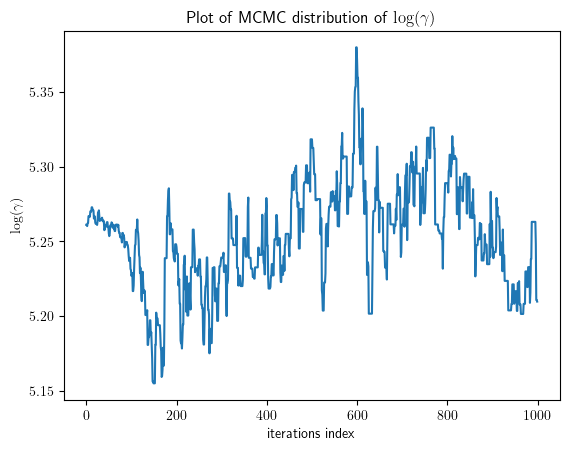 Plot of MCMC distribution of log(γ)
log(γ)
5.35
5.30
5.25
5.20
5.15
0 200 400 600 800 1000
iterations index